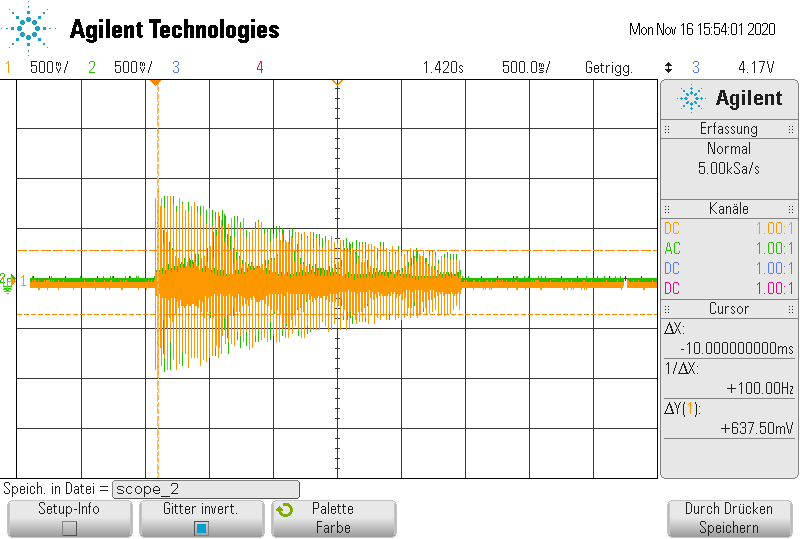 Agilent Technologies
Mon Nov 16 15:54:01 2020
1 500mV/ 2 500mV/ 3 4 1.420s 500.0ms/ Getrigg. 3 4.17V
Agilent
Erfassung
Normal
5.00kSa/s
Kanäle
DC 1.00:1
AC 1.00:1
DC 1.00:1
DC 1.00:1
Cursor
ΔX:
-10.000000000ms
1/ΔX:
+100.00Hz
ΔY(1):
+637.50mV
2
1
Speich. in Datei = scope_2
Setup-Info
Gitter invert.
Palette
Farbe
Durch Drücken
Speichern